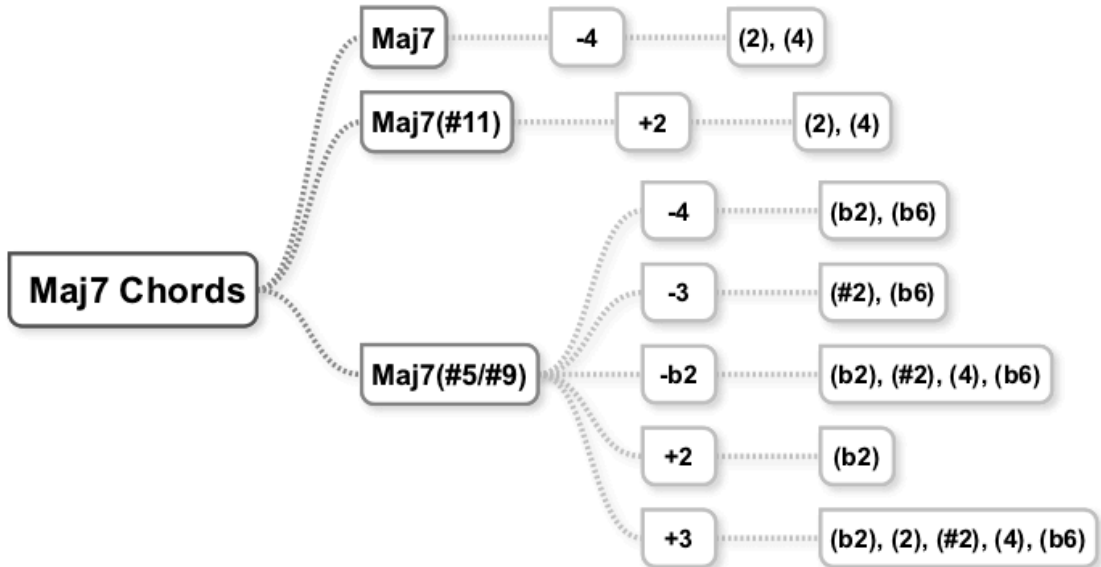 Maj7 Chords
Maj7
-4
(2), (4)
Maj7(#11)
+2
(2), (4)
Maj7(#5/#9)
-4
(b2), (b6)
-3
(#2), (b6)
-b2
(b2), (#2), (4), (b6)
+2
(b2)
+3
(b2), (2), (#2), (4), (b6)